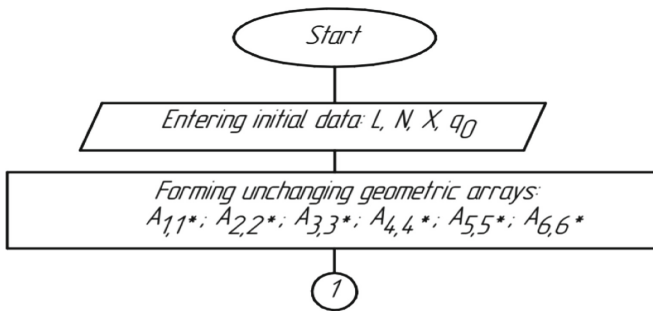 Start
Entering initial data: L, N, X, q0
Forming unchanging geometric arrays:
A1,1*; A2,2*; A3,3*; A4,4*; A5,5*; A6,6*
1